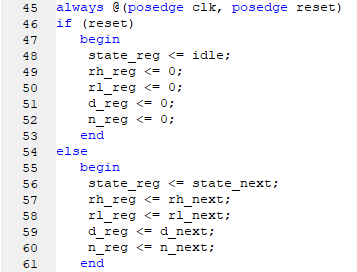 45 always @(posedge clk, posedge reset)
46 if (reset)
47 begin
48 state_reg <= idle;
49 rh_reg <= 0;
50 rl_reg <= 0;
51 d_reg <= 0;
52 n_reg <= 0;
53 end
54 else
55 begin
56 state_reg <= state_next;
57 rh_reg <= rh_next;
58 rl_reg <= rl_next;
59 d_reg <= d_next;
60 n_reg <= n_next;
61 end